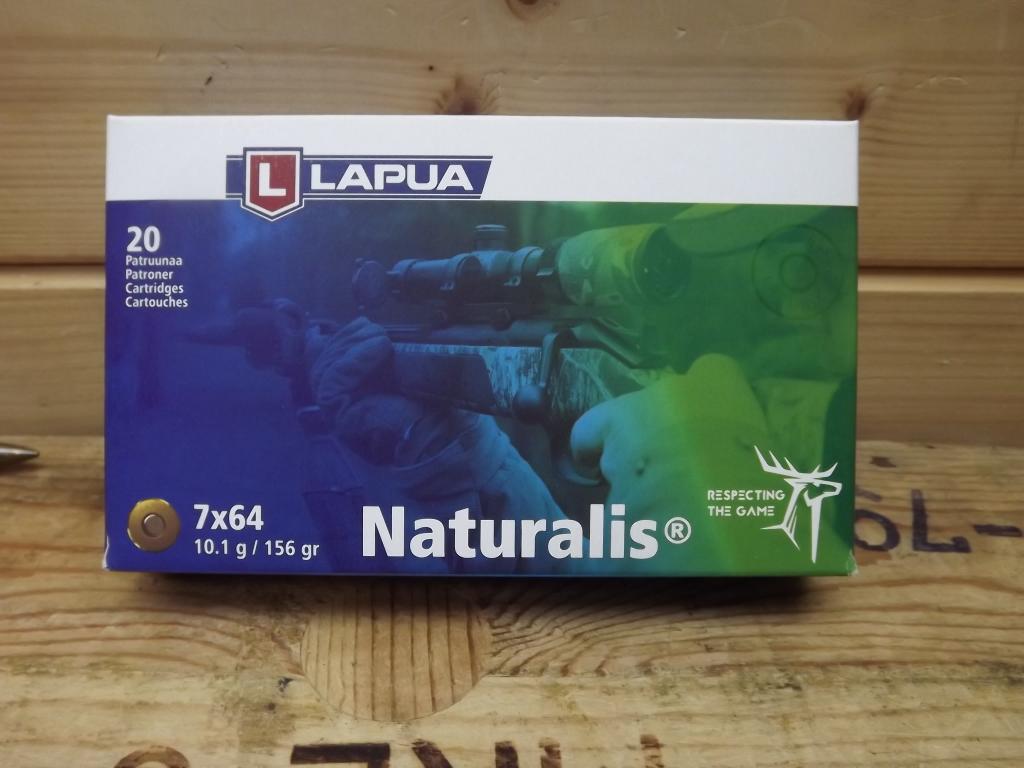 L LAPUA
20
Patruunaa
Patroner
Cartridges
Cartouches
7x64
10.1 g / 156 gr
Naturalis®
RESPECTING
THE GAME